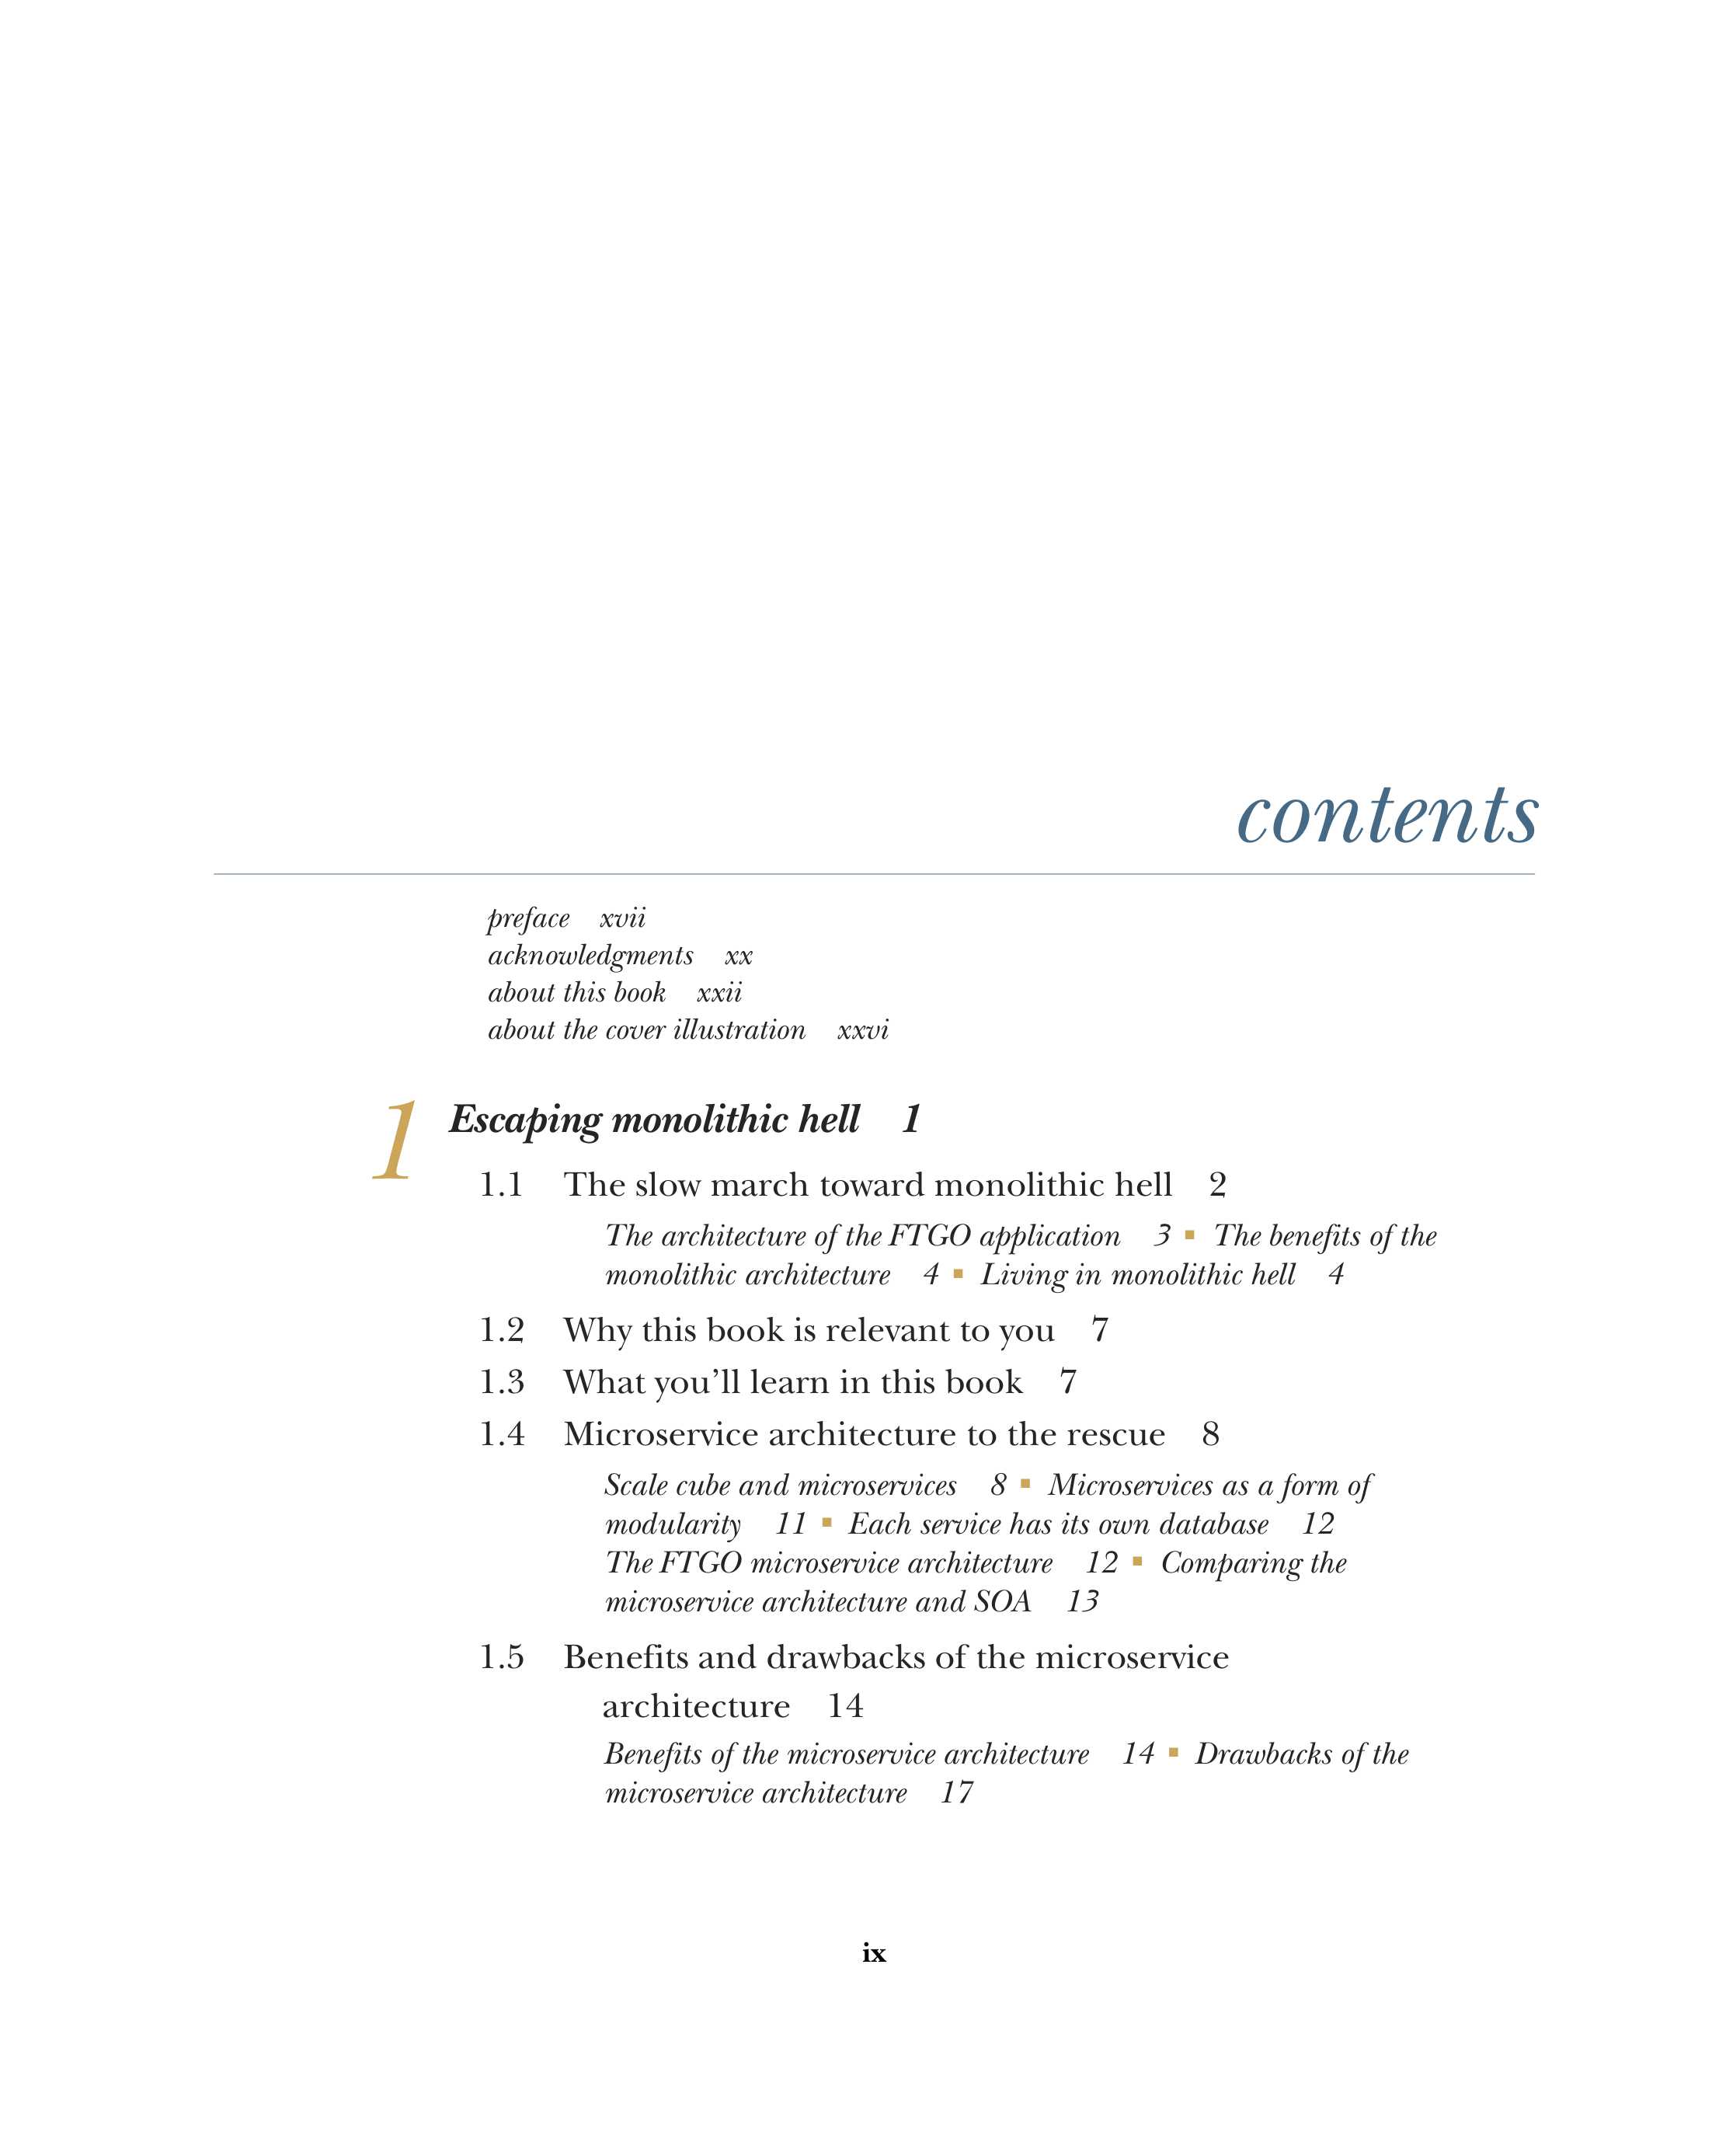 contents
preface xvii
acknowledgments xx
about this book xxii
about the cover illustration xxvi
1 Escaping monolithic hell 1
1.1 The slow march toward monolithic hell 2
The architecture of the FTGO application 3 ■ The benefits of the
monolithic architecture 4 ■ Living in monolithic hell 4
1.2 Why this book is relevant to you 7
1.3 What you’ll learn in this book 7
1.4 Microservice architecture to the rescue 8
Scale cube and microservices 8 ■ Microservices as a form of
modularity 11 ■ Each service has its own database 12
The FTGO microservice architecture 12 ■ Comparing the
microservice architecture and SOA 13
1.5 Benefits and drawbacks of the microservice
architecture 14
Benefits of the microservice architecture 14 ■ Drawbacks of the
microservice architecture 17
ix